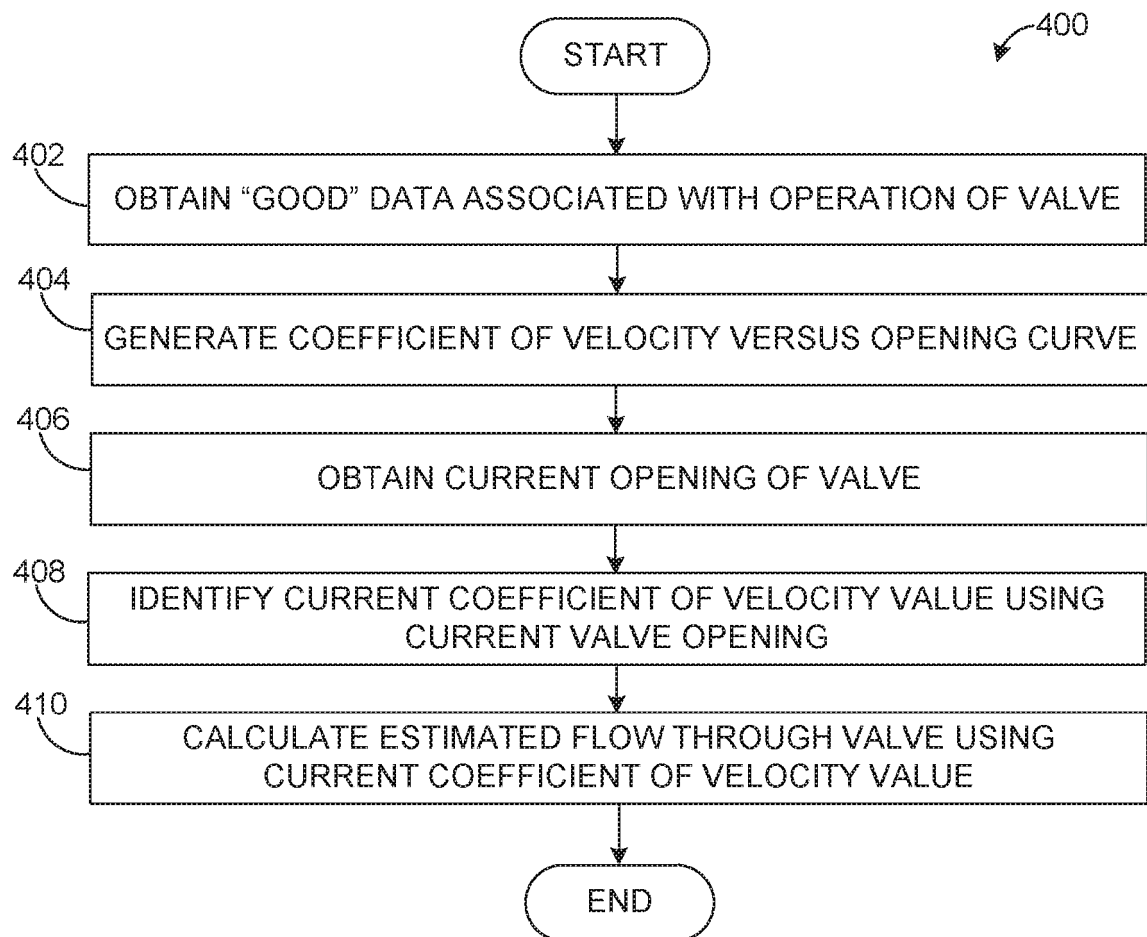 400
START
402
OBTAIN “GOOD” DATA ASSOCIATED WITH OPERATION OF VALVE
404
GENERATE COEFFICIENT OF VELOCITY VERSUS OPENING CURVE
406
OBTAIN CURRENT OPENING OF VALVE
408
IDENTIFY CURRENT COEFFICIENT OF VELOCITY VALUE USING
CURRENT VALVE OPENING
410
CALCULATE ESTIMATED FLOW THROUGH VALVE USING
CURRENT COEFFICIENT OF VELOCITY VALUE
END